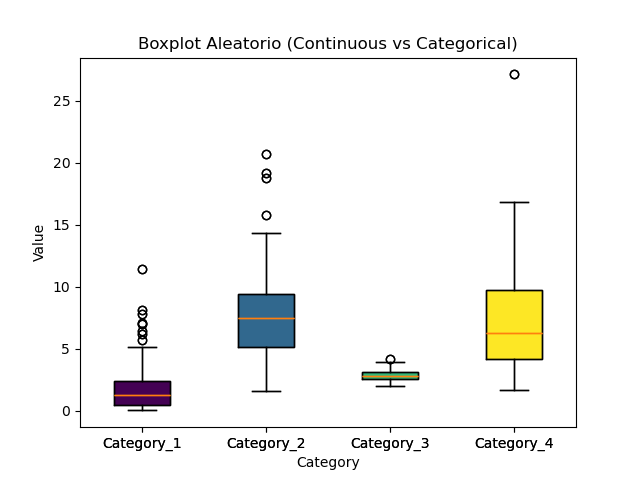 Boxplot Aleatorio (Continuous vs Categorical)
25
20
15
10
5
0
Value
Category_1 Category_2 Category_3 Category_4
Category